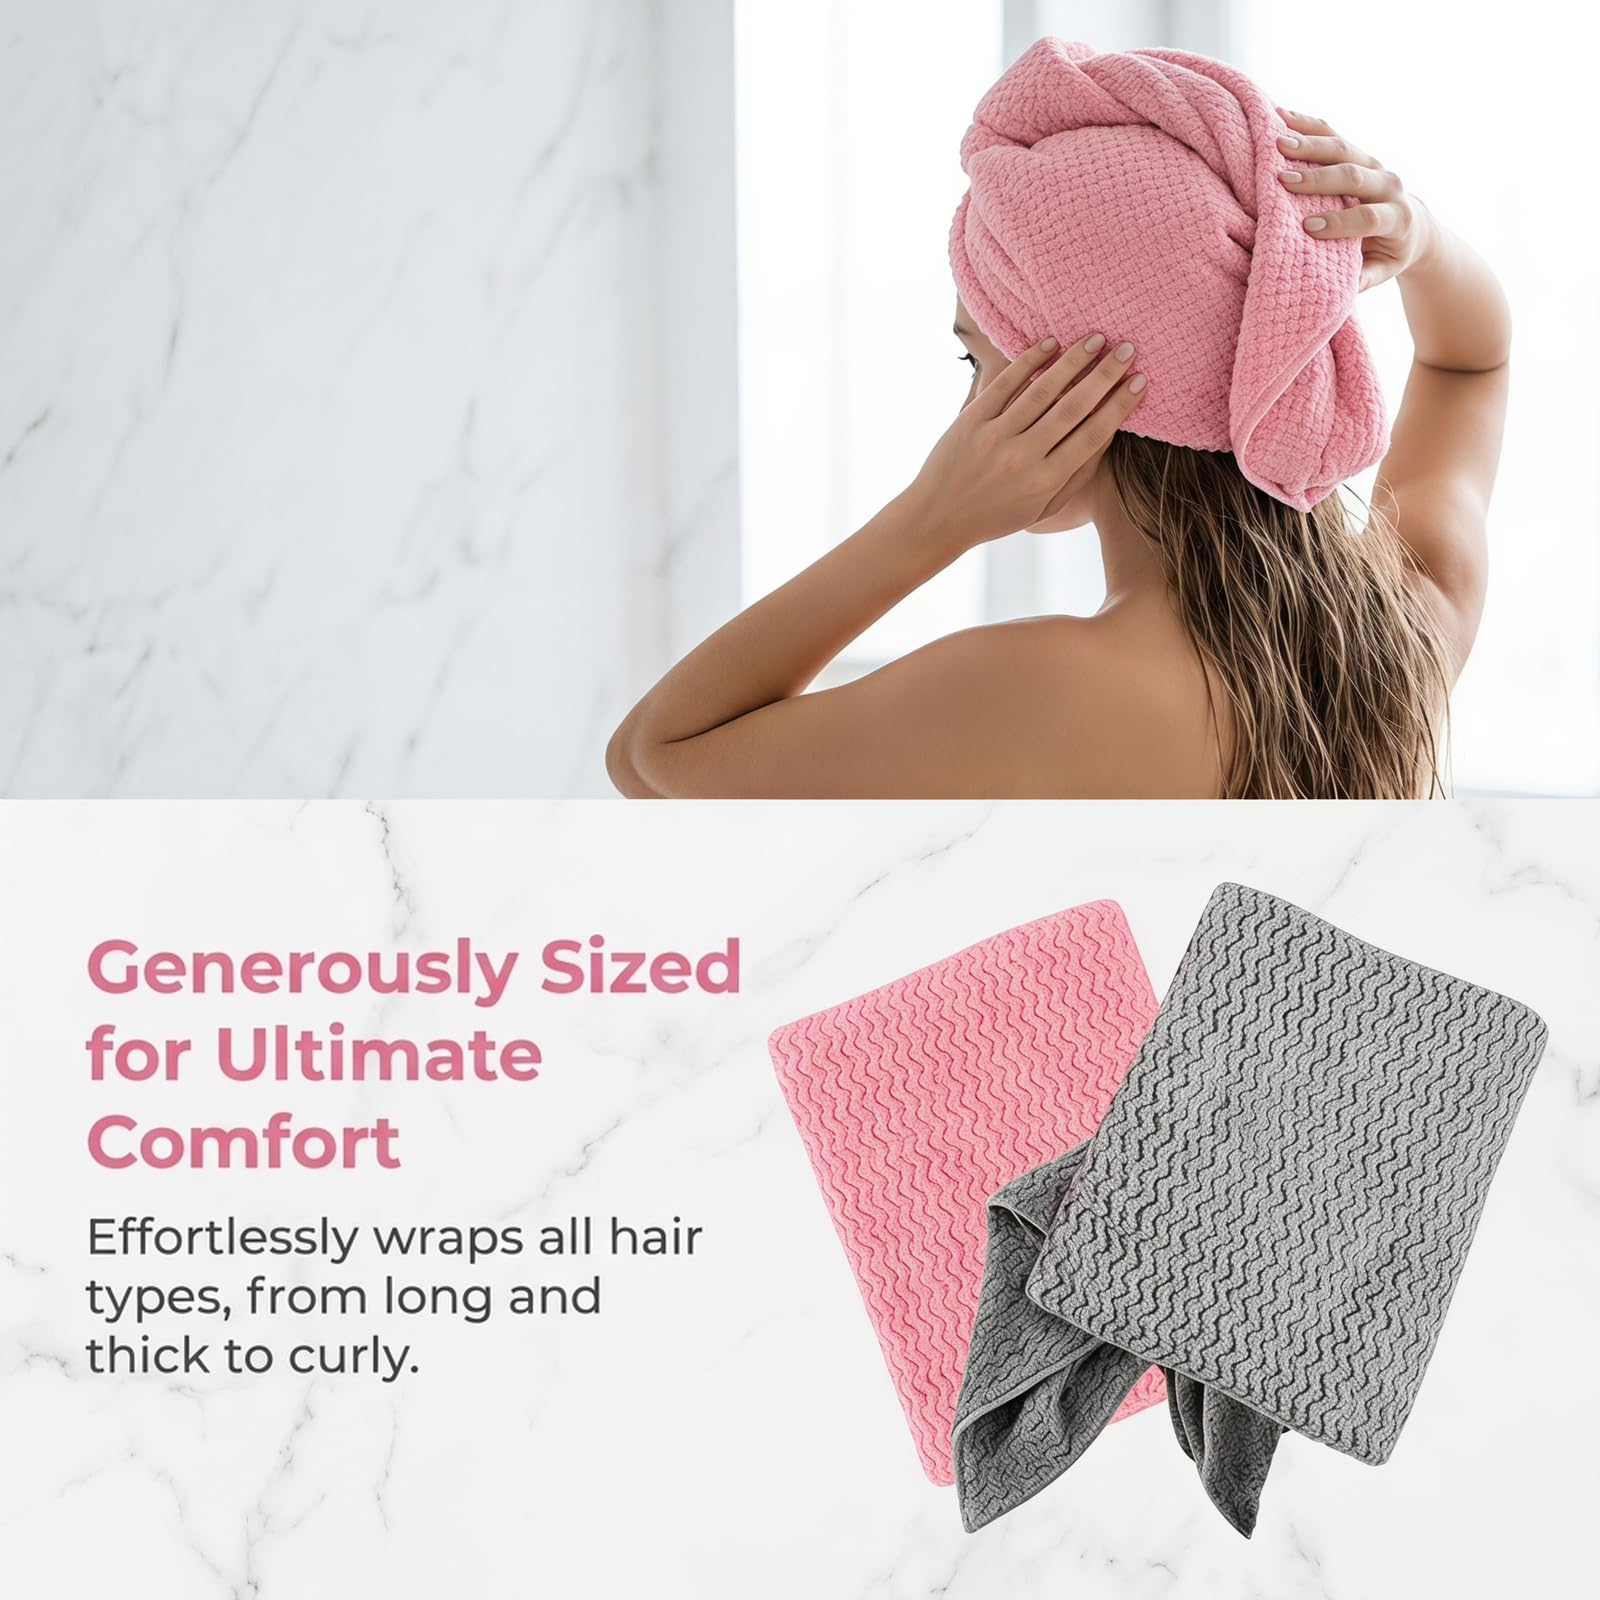 Generously Sized
for Ultimate
Comfort
Effortlessly wraps all hair
types, from long and
thick to curly.